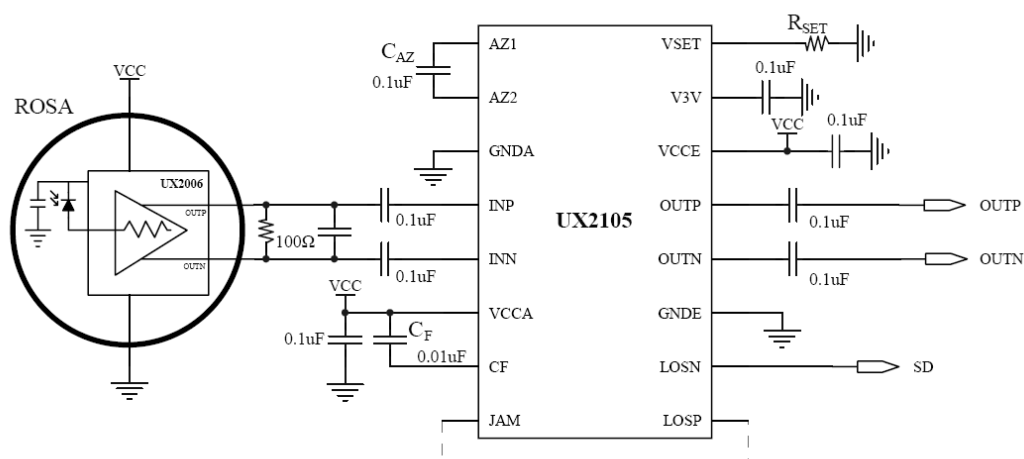 R_SET
C_AZ
0.1uF
AZ1
AZ2
GNDA
INP
INN
VCCA
CF
JAM
UX2105
VSET
V3V
VCCE
OUTP
OUTN
GNDE
LOSN
LOSP
0.1uF
VCC
0.1uF
0.1uF
0.1uF
OUTP
OUTN
SD
VCC
ROSA
UX2006
OUTP
OUTN
100Ω
0.1uF
0.1uF
VCC
0.1uF
C_F
0.01uF